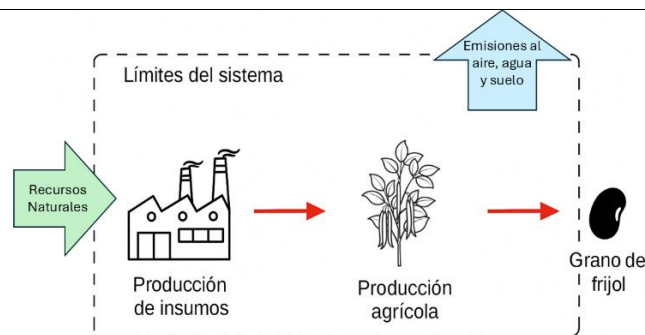 Emisiones al
aire, agua
y suelo
Límites del sistema
Recursos
Naturales
Producción
de insumos
Producción
agrícola
Grano de
frijol